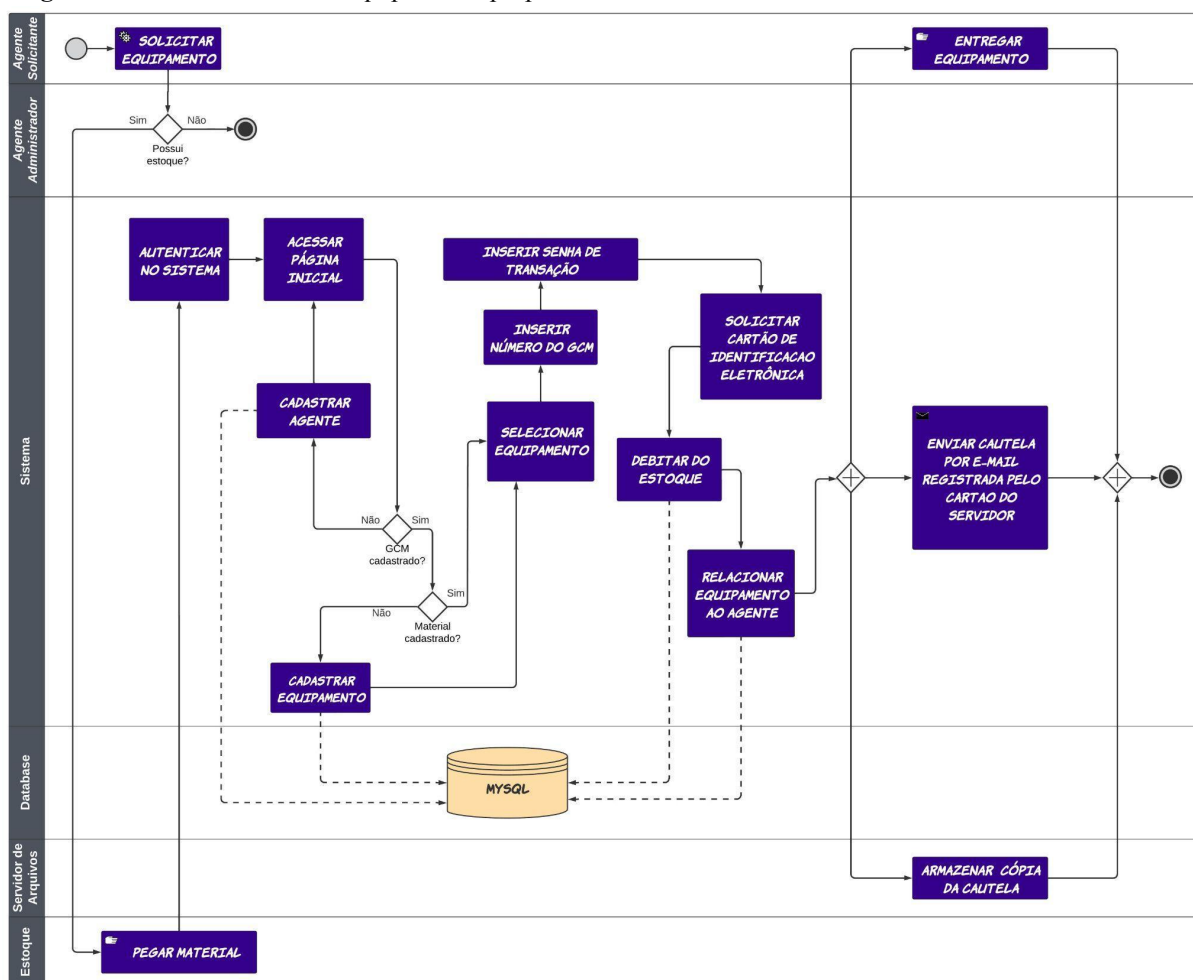 Agente
Solicitante
SOLICITAR
EQUIPAMENTO
ENTREGAR
EQUIPAMENTO
Agente
Administrador
Sim
Não
Possui
estoque?
Sistema
AUTENTICAR
NO SISTEMA
ACESSAR
PÁGINA
INICIAL
INSERIR SENHA DE
TRANSAÇÃO
INSERIR
NÚMERO DO GCM
SOLICITAR
CARTÃO DE
IDENTIFICACAO
ELETRÔNICA
CADASTRAR
AGENTE
SELECIONAR
EQUIPAMENTO
DEBITAR DO
ESTOQUE
ENVIAR CAUTELA
POR E-MAIL
REGISTRADA PELO
CARTAO DO
SERVIDOR
Não
Sim
GCM
cadastrado?
Sim
Não
Material
cadastrado?
RELACIONAR
EQUIPAMENTO
AO AGENTE
CADASTRAR
EQUIPAMENTO
Database
MYSQL
Servidor de
Arquivos
ARMAZENAR CÓPIA
DA CAUTELA
Estoque
PEGAR MATERIAL